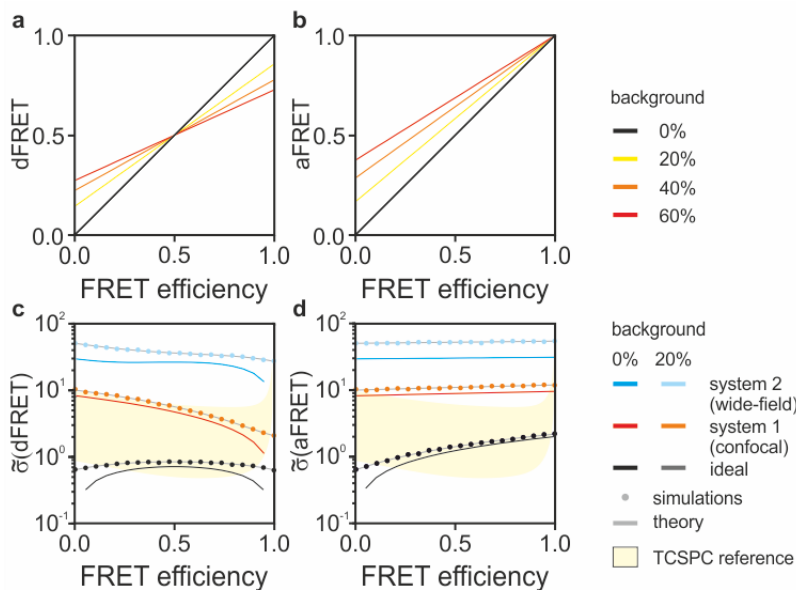 a
1.0
0.5
0.0
dFRET
0.0 0.5 1.0
FRET efficiency
b
1.0
0.5
0.0
aFRET
0.0 0.5 1.0
FRET efficiency
background
0%
20%
40%
60%
c
10²
10¹
10⁰
10⁻¹
σ̃(dFRET)
0.0 0.5 1.0
FRET efficiency
d
10²
10¹
10⁰
10⁻¹
σ̃(aFRET)
0.0 0.5 1.0
FRET efficiency
background
0% 20%
system 2
(wide-field)
system 1
(confocal)
ideal
simulations
theory
TCSPC reference